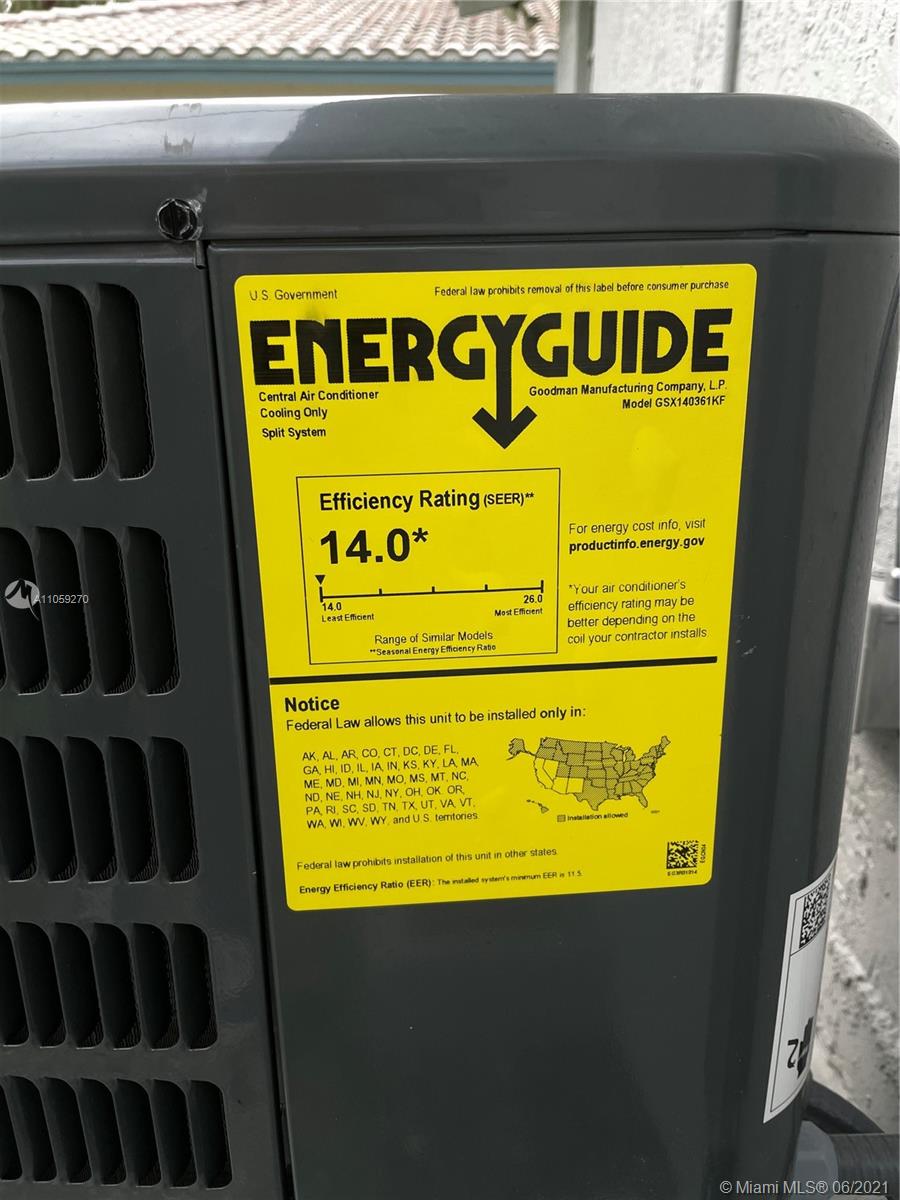 U.S. Government
Federal law prohibits removal of this label before consumer purchase
ENERGYGUIDE
Central Air Conditioner
Cooling Only
Split System
Goodman Manufacturing Company, L.P.
Model GSX140361KF
Efficiency Rating (SEER)**
14.0*
14.0
Least Efficient
26.0
Most Efficient
Range of Similar Models
**Seasonal Energy Efficiency Ratio
For energy cost info, visit
productinfo.energy.gov
*Your air conditioner's
efficiency rating may be
better depending on the
coil your contractor installs.
Notice
Federal Law allows this unit to be installed only in:
AK, AL, AR, CO, CT, DC, DE, FL,
GA, HI, ID, IL, IA, IN, KS, KY, LA, MA,
ME, MD, MI, MN, MO, MS, MT, NC,
ND, NE, NH, NJ, NY, OH, OK, OR,
PA, RI, SC, SD, TN, TX, UT, VA, VT,
WA, WI, WV, WY, and U.S. territories.
Installation allowed
Federal law prohibits installation of this unit in other states.
Energy Efficiency Ratio (EER): The installed system's minimum EER is 11.5.
A11059270
© Miami MLS® 06/2021